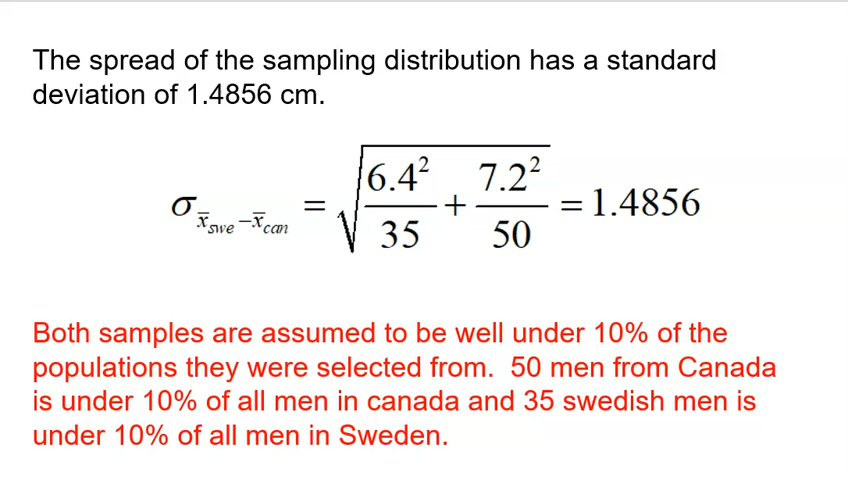 The spread of the sampling distribution has a standard
deviation of 1.4856 cm.
σ_{x̅_{swe}−x̅_{can}} = √(6.4²/35 + 7.2²/50) = 1.4856
Both samples are assumed to be well under 10% of the
populations they were selected from.  50 men from Canada
is under 10% of all men in canada and 35 swedish men is
under 10% of all men in Sweden.